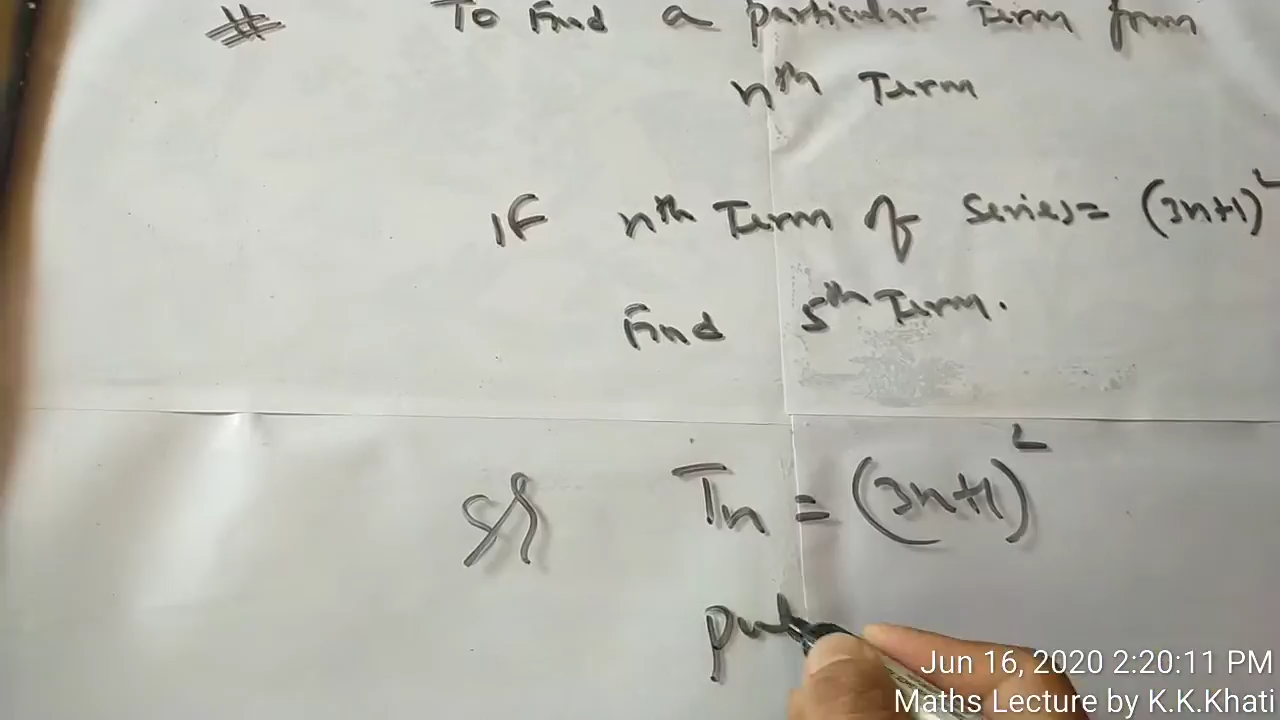 # To Find a particular Term from
nth Term
IF nth Term of Series = (3n+1)²
Find 5th Term.
Sol Tn = (3n+1)²
put
Jun 16, 2020 2:20:11 PM
Maths Lecture by K.K.Khati